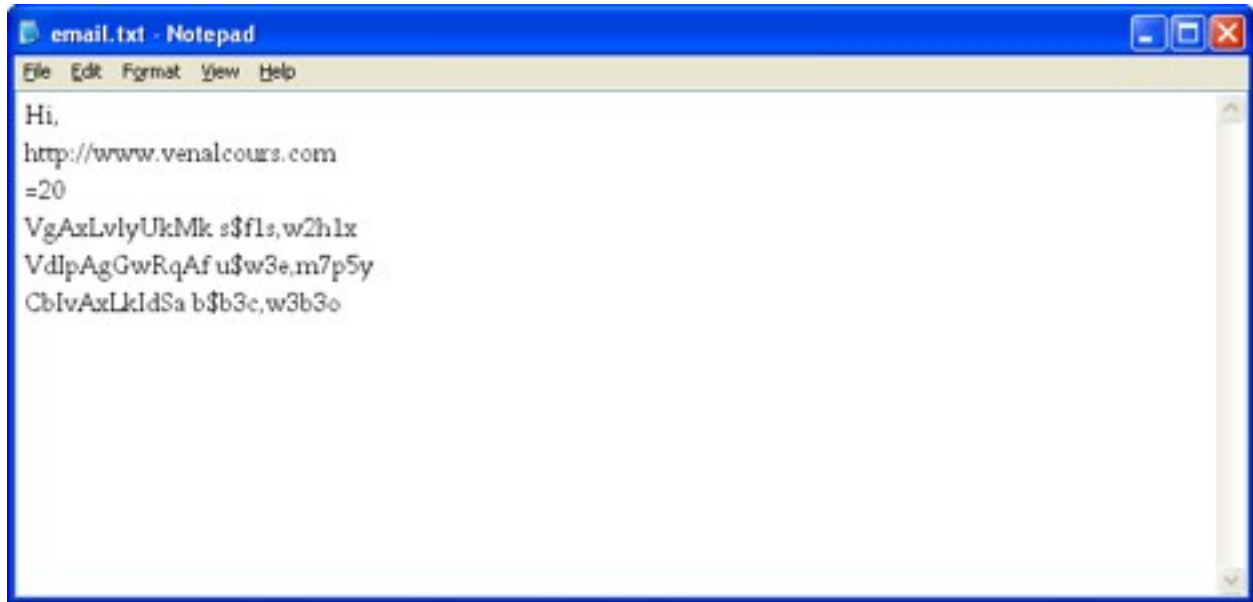 email.txt - Notepad
File Edit Format View Help
Hi,
http://www.venalcours.com
=20
VgAxLvlyUkMk s$f1s,w2h1x
VdIpAgGwRqAf u$w3e,m7p5y
CbIvAxLkIdSa b$b3c,w3b3o